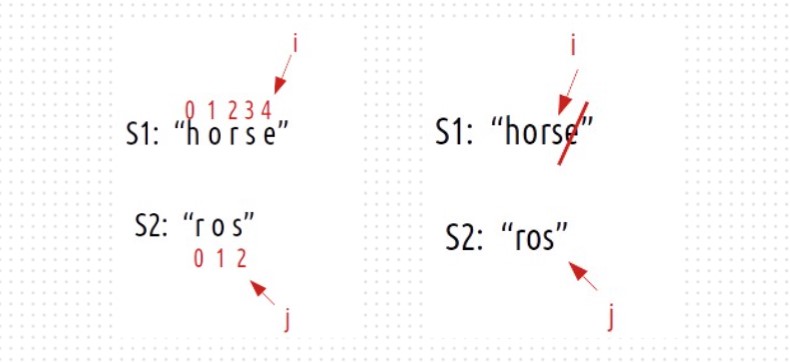 i
0 1 2 3 4
S1: “h o r s e”
S2: “r o s”
0 1 2
j
i
S1: “horse”
S2: “ros”
j